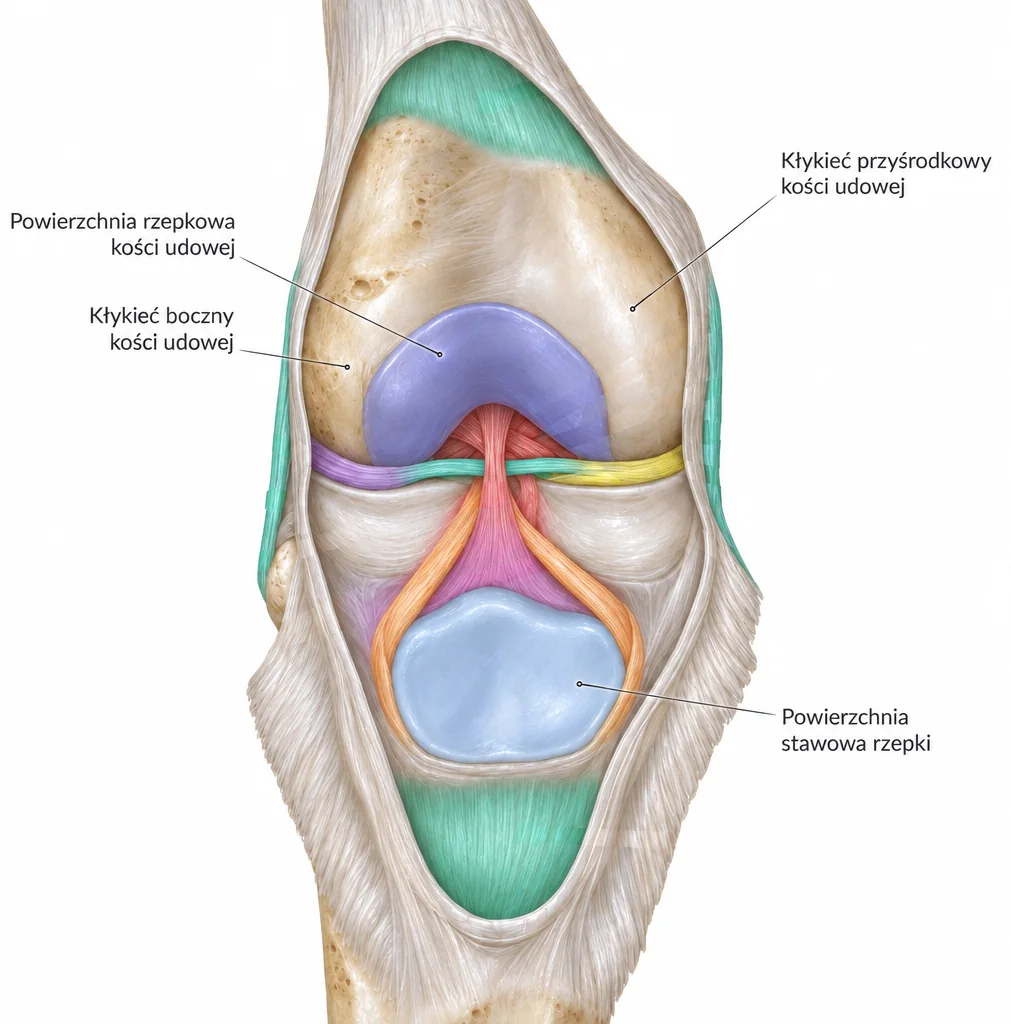 Kłykieć przyśrodkowy
kości udowej
Powierzchnia rzepkowa
kości udowej
Kłykieć boczny
kości udowej
Powierzchnia
stawowa rzepki